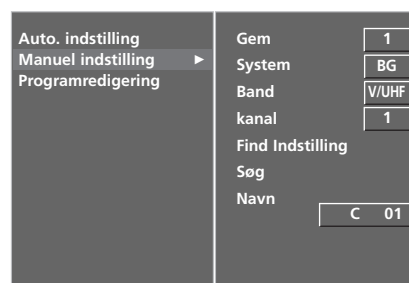 Auto. indstilling
Manuel indstilling ►
Programredigering
Gem 1
System BG
Band V/UHF
kanal 1
Find Indstilling
Søg
Navn
C 01